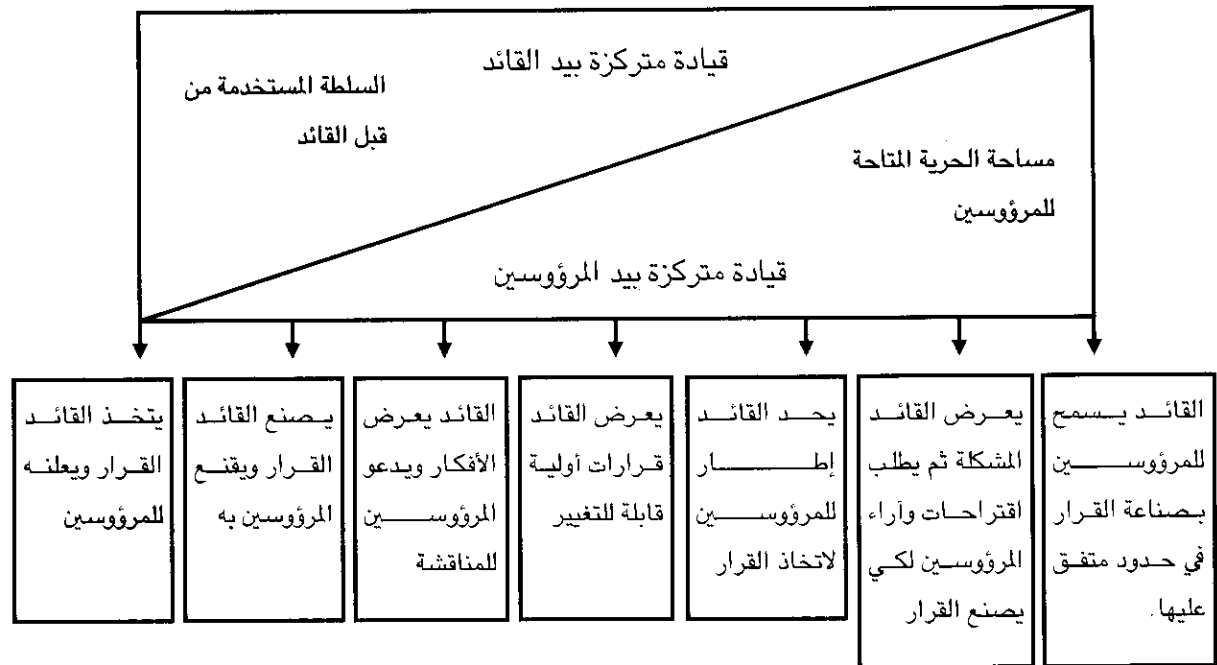 قيادة متركزة بيد القائد
السلطة المستخدمة من
قبل القائد
مساحة الحرية المتاحة
للمرؤوسين
قيادة متركزة بيد المرؤوسين
القائد يسمح
للمرؤوسين
بصناعة القرار
في حدود متفق
عليها.
يعرض القائد
المشكلة ثم يطلب
اقتراحات وآراء
المرؤوسين لكي
يصنع القرار
يحد القائد
إطار
للمرؤوسين
لاتخاذ القرار
يعرض القائد
قرارات أولية
قابلة للتغيير
القائد يعرض
الأفكار ويدعو
المرؤوسين
للمناقشة
يصنع القائد
القرار ويقنع
المرؤوسين به
يتخذ القائد
القرار ويعلنه
للمرؤوسين